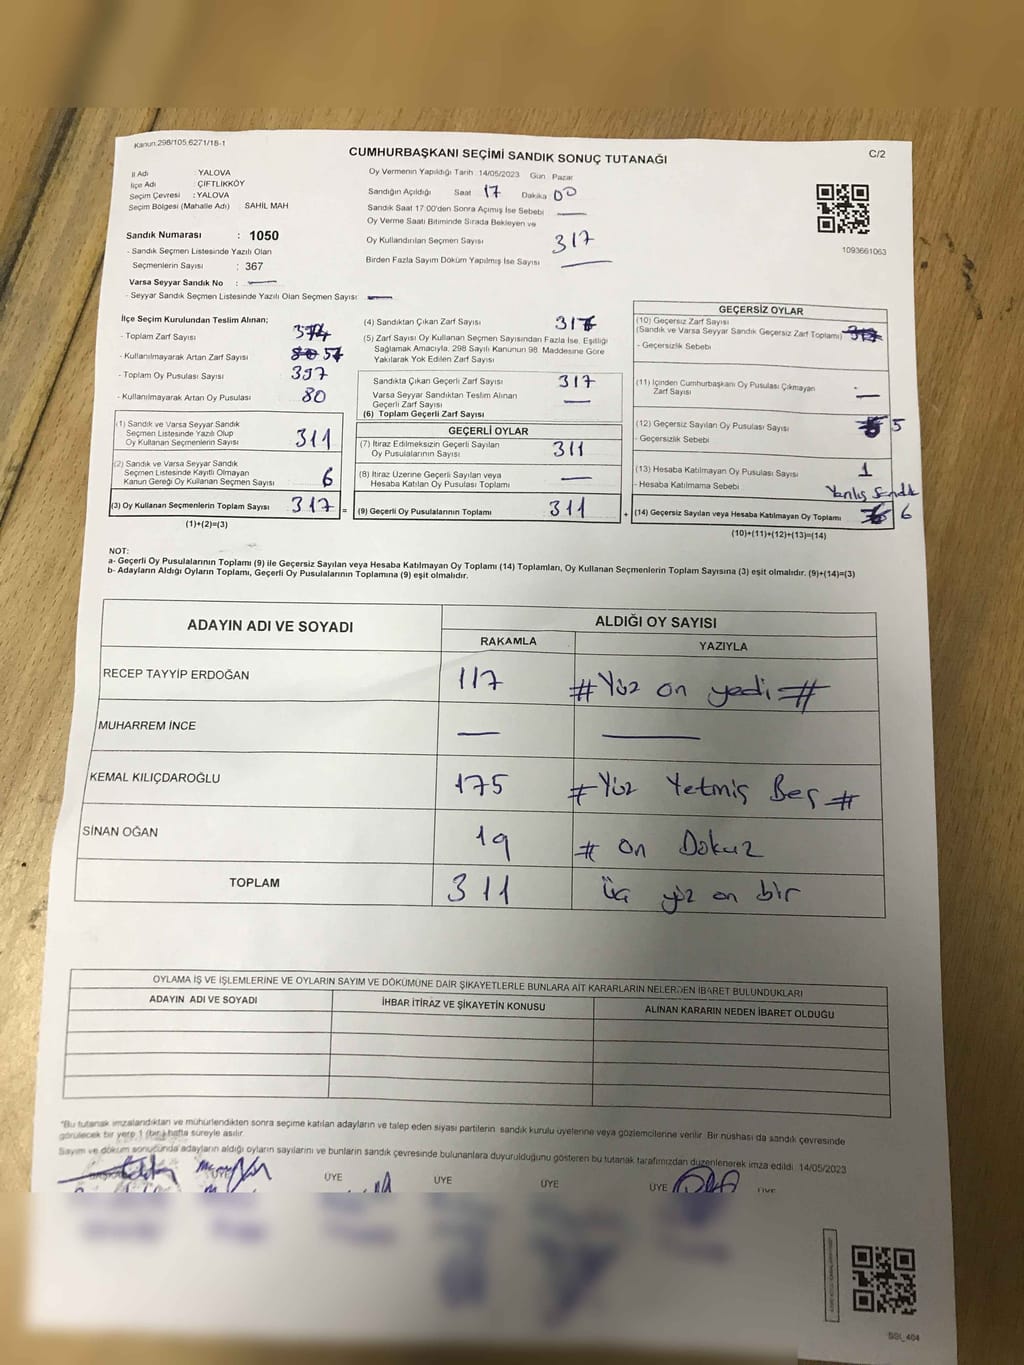 Kanun:298/105,6271/18-1
C/2
CUMHURBAŞKANI SEÇİMİ SANDIK SONUÇ TUTANAĞI
İl Adı : YALOVA
İlçe Adı : ÇİFTLİKKÖY
Seçim Çevresi : YALOVA
Seçim Bölgesi (Mahalle Adı) : SAHİL MAH
Sandık Numarası : 1050
- Sandık Seçmen Listesinde Yazılı Olan
Seçmenlerin Sayısı : 367
Varsa Seyyar Sandık No : —
- Seyyar Sandık Seçmen Listesinde Yazılı Olan Seçmen Sayısı : —
Oy Vermenin Yapıldığı Tarih : 14/05/2023 Gün : Pazar
Sandığın Açıldığı Saat 17 Dakika 00
Sandık Saat 17:00'den Sonra Açımış İse Sebebi —
Oy Verme Saati Bitiminde Sırada Bekleyen ve
Oy Kullandırılan Seçmen Sayısı 317
Birden Fazla Sayım Döküm Yapılmış İse Sayısı —
1093661063
İlçe Seçim Kurulundan Teslim Alınan;
- Toplam Zarf Sayısı
- Kullanılmayarak Artan Zarf Sayısı 57
- Toplam Oy Pusulası Sayısı 397
- Kullanılmayarak Artan Oy Pusulası 80
(1) Sandık ve Varsa Seyyar Sandık
Seçmen Listesinde Yazılı Olup
Oy Kullanan Seçmenlerin Sayısı 311
(2) Sandık ve Varsa Seyyar Sandık
Seçmen Listesinde Kayıtlı Olmayan
Kanun Gereği Oy Kullanan Seçmen Sayısı 6
(3) Oy Kullanan Seçmenlerin Toplam Sayısı 317 =
(1)+(2)=(3)
(4) Sandıktan Çıkan Zarf Sayısı 317
(5) Zarf Sayısı Oy Kullanan Seçmen Sayısından Fazla İse, Eşitliği
Sağlamak Amacıyla, 298 Sayılı Kanunun 98. Maddesine Göre
Yakılarak Yok Edilen Zarf Sayısı
Sandıkta Çıkan Geçerli Zarf Sayısı 317
Varsa Seyyar Sandıktan Teslim Alınan
Geçerli Zarf Sayısı —
(6) Toplam Geçerli Zarf Sayısı
GEÇERLİ OYLAR
(7) İtiraz Edilmeksizin Geçerli Sayılan
Oy Pusulalarının Sayısı 311
(8) İtiraz Üzerine Geçerli Sayılan veya
Hesaba Katılan Oy Pusulası Toplamı —
(9) Geçerli Oy Pusulalarının Toplamı 311 +
GEÇERSİZ OYLAR
(10) Geçersiz Zarf Sayısı
(Sandık ve Varsa Seyyar Sandık Geçersiz Zarf Toplamı)
- Geçersizlik Sebebi
(11) İçinden Cumhurbaşkanı Oy Pusulası Çıkmayan
Zarf Sayısı —
(12) Geçersiz Sayılan Oy Pusulası Sayısı 5
- Geçersizlik Sebebi
(13) Hesaba Katılmayan Oy Pusulası Sayısı 1
- Hesaba Katılmama Sebebi Yanlış Sandık
(14) Geçersiz Sayılan veya Hesaba Katılmayan Oy Toplamı 6
(10)+(11)+(12)+(13)=(14)
NOT:
a- Geçerli Oy Pusulalarının Toplamı (9) ile Geçersiz Sayılan veya Hesaba Katılmayan Oy Toplamı (14) Toplamları, Oy Kullanan Seçmenlerin Toplam Sayısına (3) eşit olmalıdır. (9)+(14)=(3)
b- Adayların Aldığı Oyların Toplamı, Geçerli Oy Pusulalarının Toplamına (9) eşit olmalıdır.
ADAYIN ADI VE SOYADI
ALDIĞI OY SAYISI
RAKAMLA YAZIYLA
RECEP TAYYİP ERDOĞAN 117 # Yüz on yedi #
MUHARREM İNCE — —
KEMAL KILIÇDAROĞLU 175 # Yüz Yetmiş Beş #
SİNAN OĞAN 19 # on Dokuz
TOPLAM 311 üç yüz on bir
OYLAMA İŞ VE İŞLEMLERİNE VE OYLARIN SAYIM VE DÖKÜMÜNE DAİR ŞİKAYETLERLE BUNLARA AİT KARARLARIN NELERDEN İBARET BULUNDUKLARI
ADAYIN ADI VE SOYADI İHBAR İTİRAZ VE ŞİKAYETİN KONUSU ALINAN KARARIN NEDEN İBARET OLDUĞU
"Bu tutanak imzalandıktan ve mühürlendikten sonra seçime katılan adayların ve talep eden siyasi partilerin sandık kurulu üyelerine veya gözlemcilerine verilir. Bir nüshası da sandık çevresinde
görülecek bir yere 1 (bir) hafta süreyle asılır.
Sayım ve döküm sonucunda adayların aldığı oyların sayılarını ve bunların sandık çevresinde bulunanlara duyurulduğunu gösteren bu tutanak tarafımızdan düzenlenerek imza edildi. 14/05/2023
ÜYE ÜYE ÜYE ÜYE ÜYE ÜYE